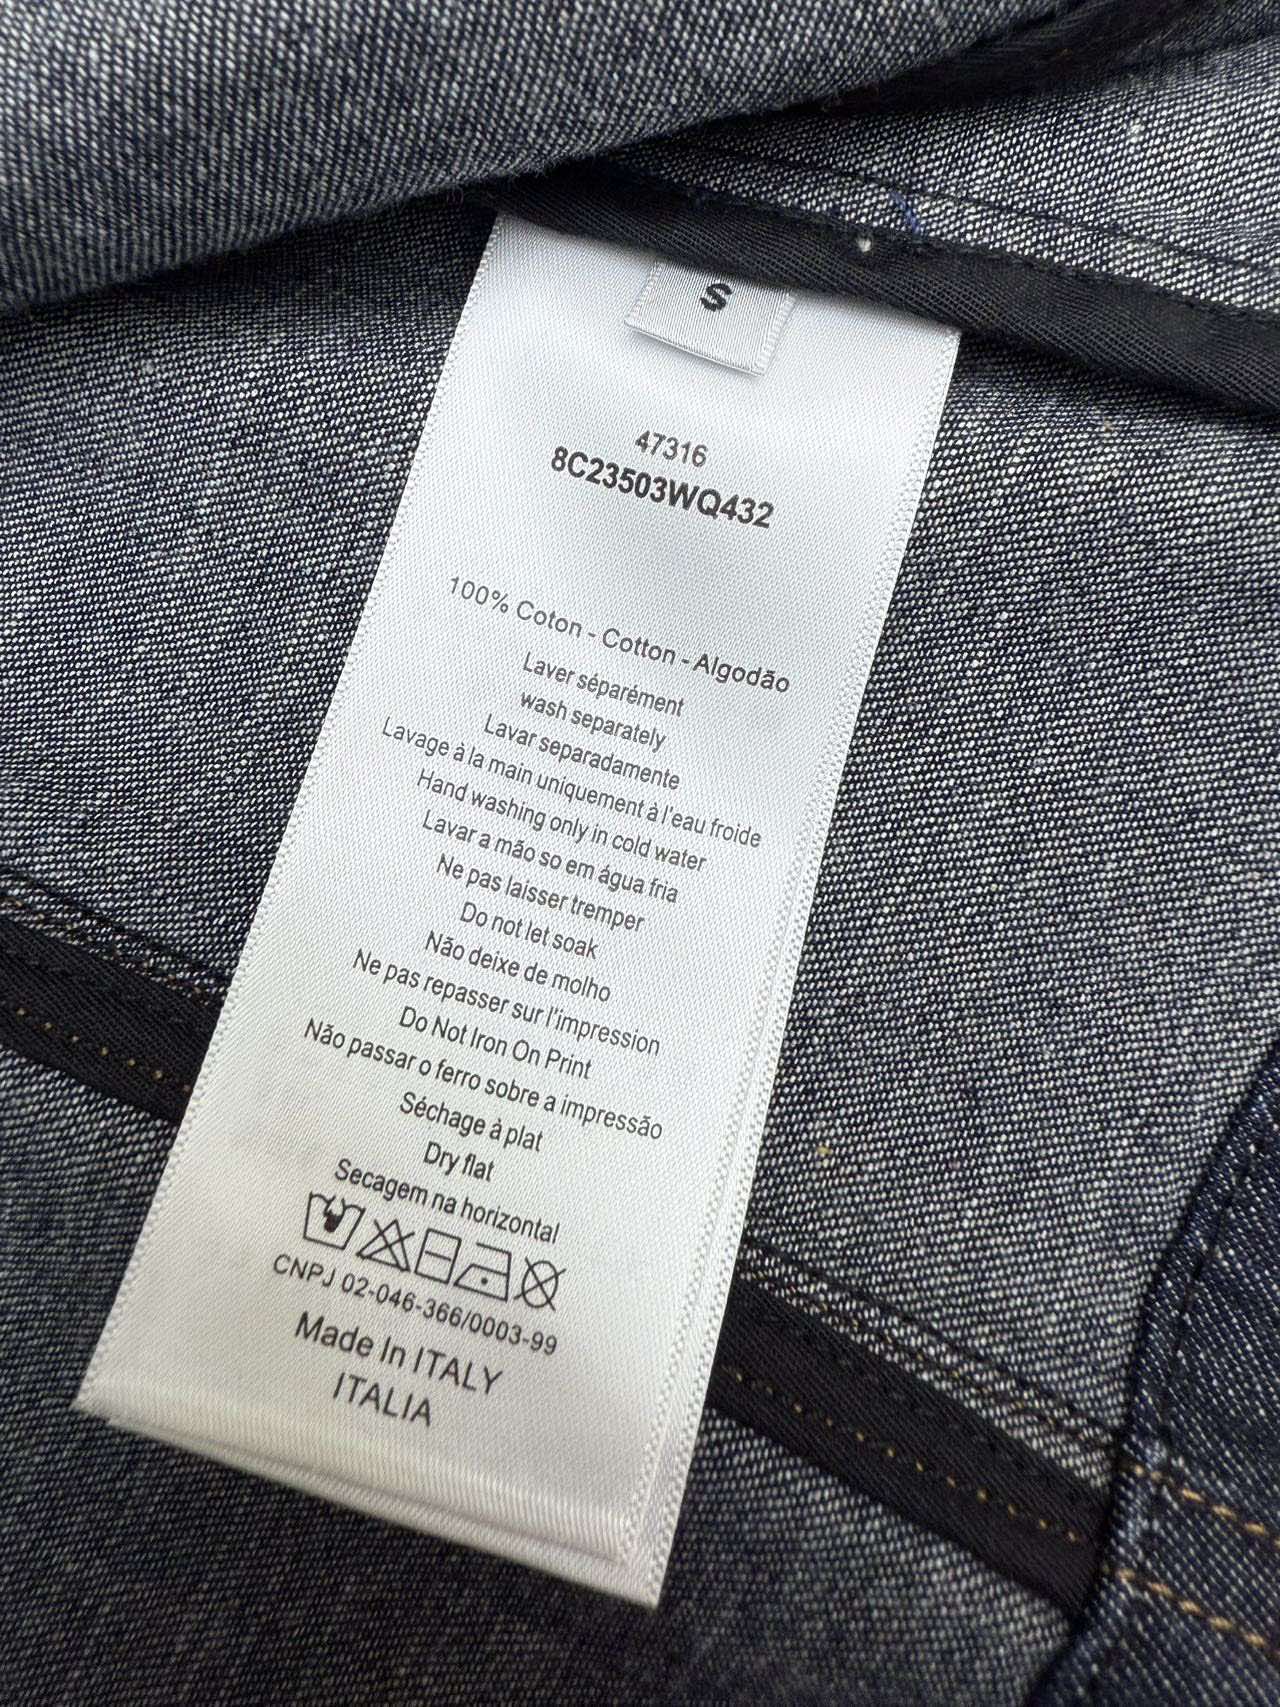 S
47316
8C23503WQ432
100% Coton - Cotton - Algodão
Laver séparément
wash separately
Lavar separadamente
Lavage à la main uniquement à l'eau froide
Hand washing only in cold water
Lavar a mão so em água fria
Ne pas laisser tremper
Do not let soak
Não deixe de molho
Ne pas repasser sur l'impression
Do Not Iron On Print
Não passar o ferro sobre a impressão
Séchage à plat
Dry flat
Secagem na horizontal
CNPJ 02-046-366/0003-99
Made In ITALY
ITALIA